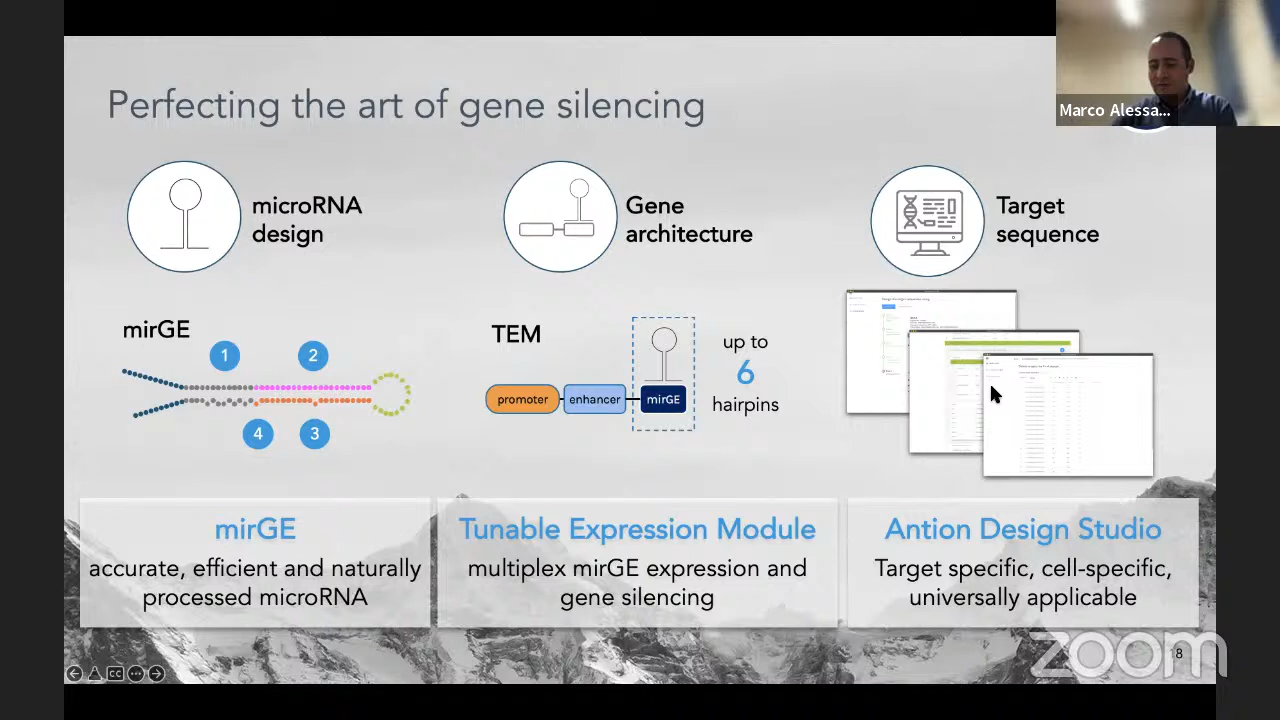 Marco Alessa...
Perfecting the art of gene silencing
microRNA
design
Gene
architecture
Target
sequence
mirGE
1
2
4
3
TEM
promoter
enhancer
mirGE
up to
6
hairpins
mirGE
accurate, efficient and naturally
processed microRNA
Tunable Expression Module
multiplex mirGE expression and
gene silencing
Antion Design Studio
Target specific, cell-specific,
universally applicable
CC
zoom